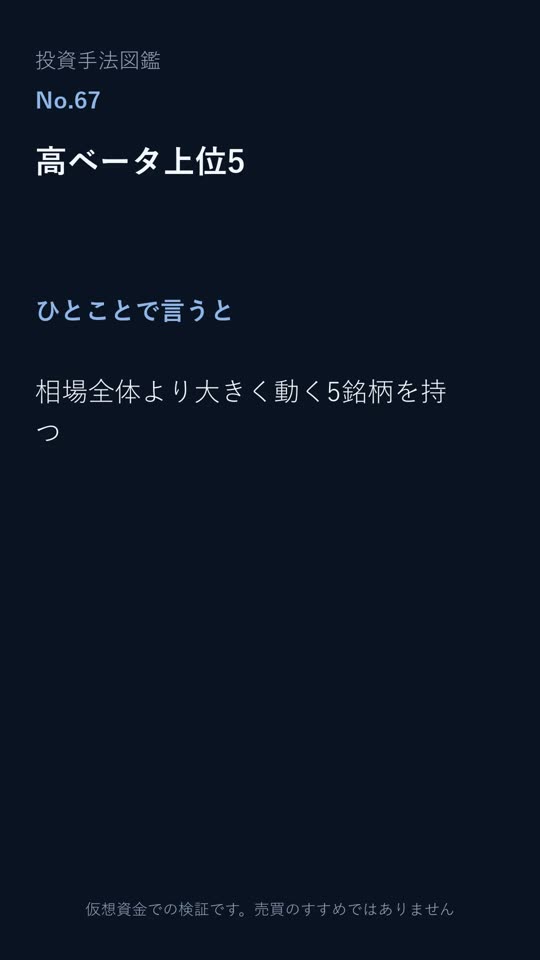 投資手法図鑑
No.67
高ベータ上位5
ひとことで言うと
相場全体より大きく動く5銘柄を持
つ
仮想資金での検証です。売買のすすめではありません